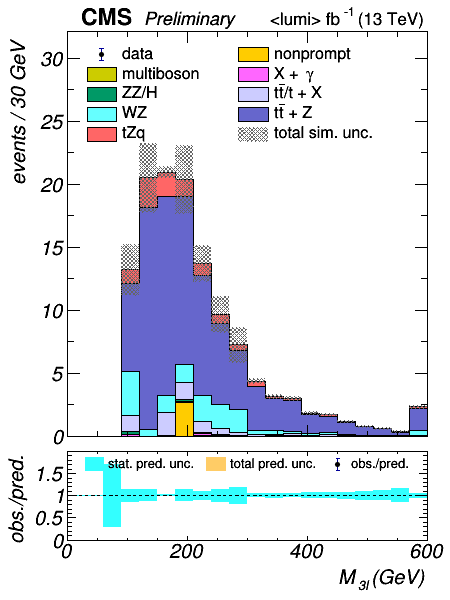 CMS Preliminary <lumi> fb⁻¹ (13 TeV)
events / 30 GeV
30
25
20
15
10
5
0
data
multiboson
ZZ/H
WZ
tZq
nonprompt
X + γ
tt̄/t + X
tt̄ + Z
total sim. unc.
obs./pred.
1.5
1
0.5
0
stat. pred. unc. total pred. unc. obs./pred.
0 200 400 600
M3l (GeV)